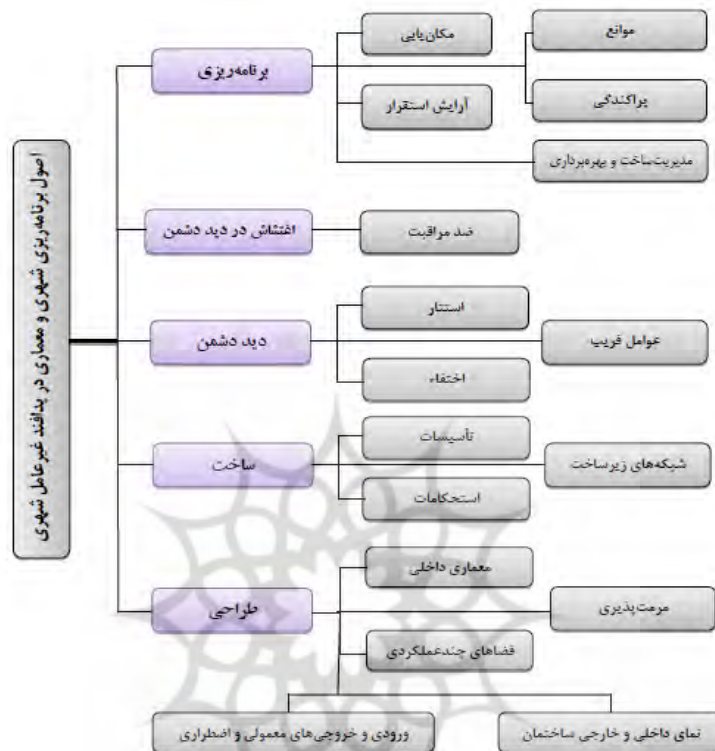 اصول برنامه‌ریزی شهری و معماری در پدافند غیرعامل شهری
برنامه‌ریزی
مکان‌یابی
موانع
آرایش استقرار
پراکندگی
مدیریت‌ساخت و بهره‌برداری
اغتشاش در دید دشمن
ضد مراقبت
دید دشمن
استتار
عوامل فریب
اختفاء
ساخت
تأسیسات
شبکه‌های زیرساخت
استحکامات
طراحی
معماری داخلی
مرمت‌پذیری
فضاهای چندعملکردی
ورودی و خروجی‌های معمولی و اضطراری
نمای داخلی و خارجی ساختمان